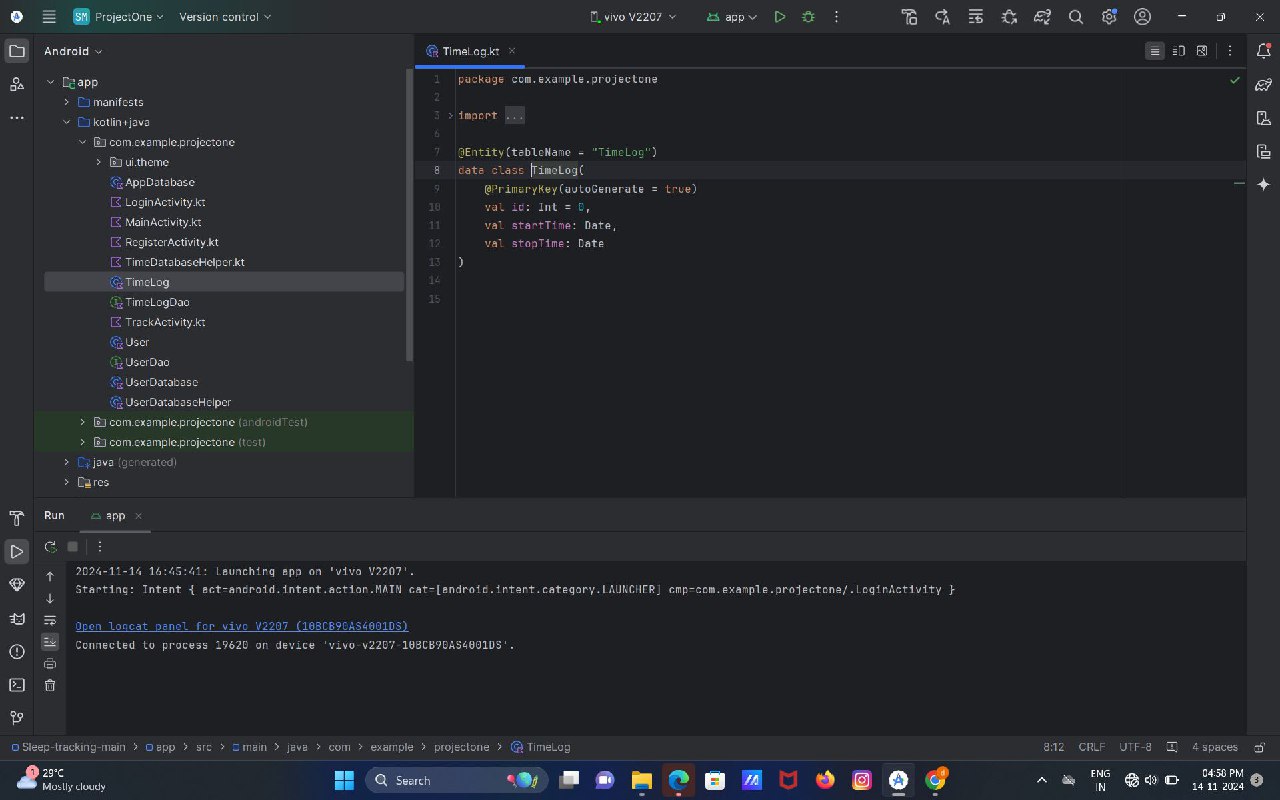 SM ProjectOne Version control vivo V2207 app
Android
TimeLog.kt
app
manifests
kotlin+java
com.example.projectone
ui.theme
AppDatabase
LoginActivity.kt
MainActivity.kt
RegisterActivity.kt
TimeDatabaseHelper.kt
TimeLog
TimeLogDao
TrackActivity.kt
User
UserDao
UserDatabase
UserDatabaseHelper
com.example.projectone (androidTest)
com.example.projectone (test)
java (generated)
res
1 package com.example.projectone
2
3 import ...
6
7 @Entity(tableName = "TimeLog")
8 data class TimeLog(
9 @PrimaryKey(autoGenerate = true)
10 val id: Int = 0,
11 val startTime: Date,
12 val stopTime: Date
13 )
14
15
Run app
2024-11-14 16:45:41: Launching app on 'vivo V2207'.
Starting: Intent { act=android.intent.action.MAIN cat=[android.intent.category.LAUNCHER] cmp=com.example.projectone/.LoginActivity }
Open logcat panel for vivo V2207 (10BCB90AS4001DS)
Connected to process 19620 on device 'vivo-v2207-10BCB90AS4001DS'.
Sleep-tracking-main > app > src > main > java > com > example > projectone > TimeLog 8:12 CRLF UTF-8 4 spaces
1 29°C
Mostly cloudy
Search
ENG
IN
04:58 PM
14-11-2024
3